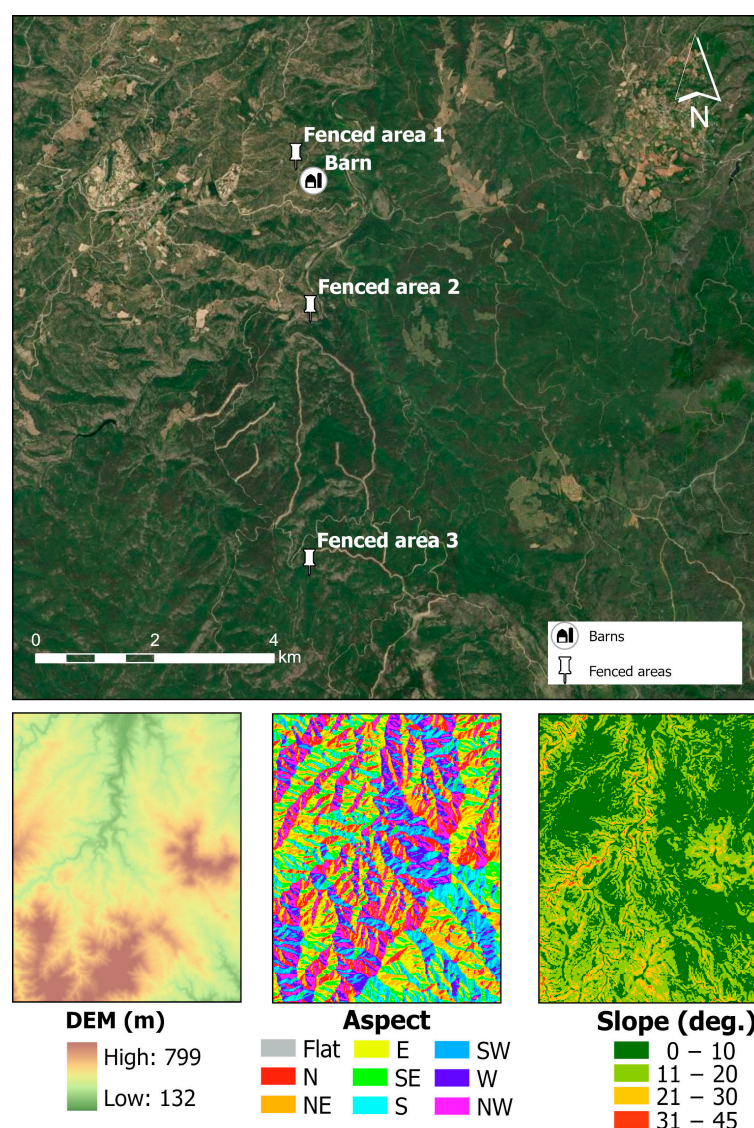 N
Fenced area 1
Barn
Fenced area 2
Fenced area 3
0 2 4
km
Barns
Fenced areas
DEM (m)
High: 799
Low: 132
Aspect
Flat E SW
N SE W
NE S NW
Slope (deg.)
0 – 10
11 – 20
21 – 30
31 – 45